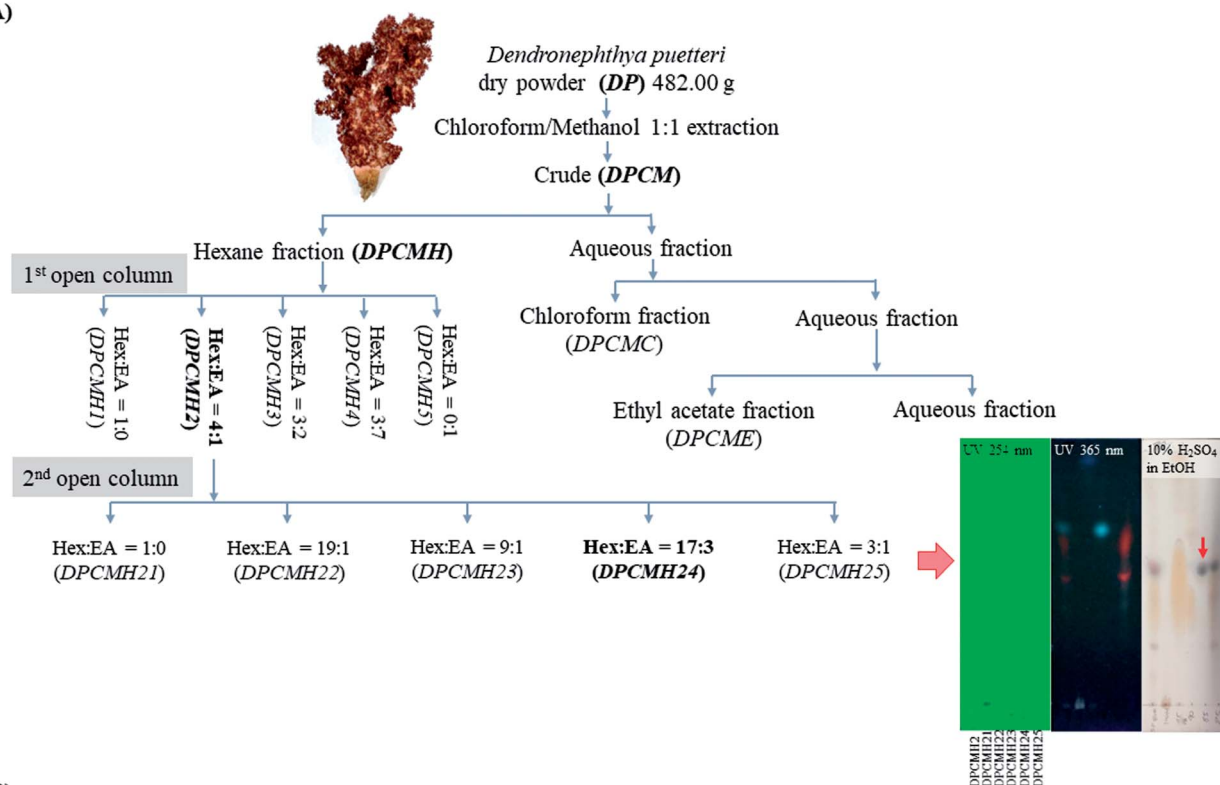 A)
Dendronephthya puetteri
dry powder (DP) 482.00 g
Chloroform/Methanol 1:1 extraction
Crude (DPCM)
Hexane fraction (DPCMH)
Aqueous fraction
1st open column
Hex:EA = 1:0
(DPCMH1)
Hex:EA = 4:1
(DPCMH2)
Hex:EA = 3:2
(DPCMH3)
Hex:EA = 3:7
(DPCMH4)
Hex:EA = 0:1
(DPCMH5)
Chloroform fraction
(DPCMC)
Aqueous fraction
Ethyl acetate fraction
(DPCME)
Aqueous fraction
2nd open column
Hex:EA = 1:0
(DPCMH21)
Hex:EA = 19:1
(DPCMH22)
Hex:EA = 9:1
(DPCMH23)
Hex:EA = 17:3
(DPCMH24)
Hex:EA = 3:1
(DPCMH25)
UV 254 nm
UV 365 nm
10% H2SO4
in EtOH
DPCMH2
DPCMH21
DPCMH22
DPCMH23
DPCMH24
DPCMH25